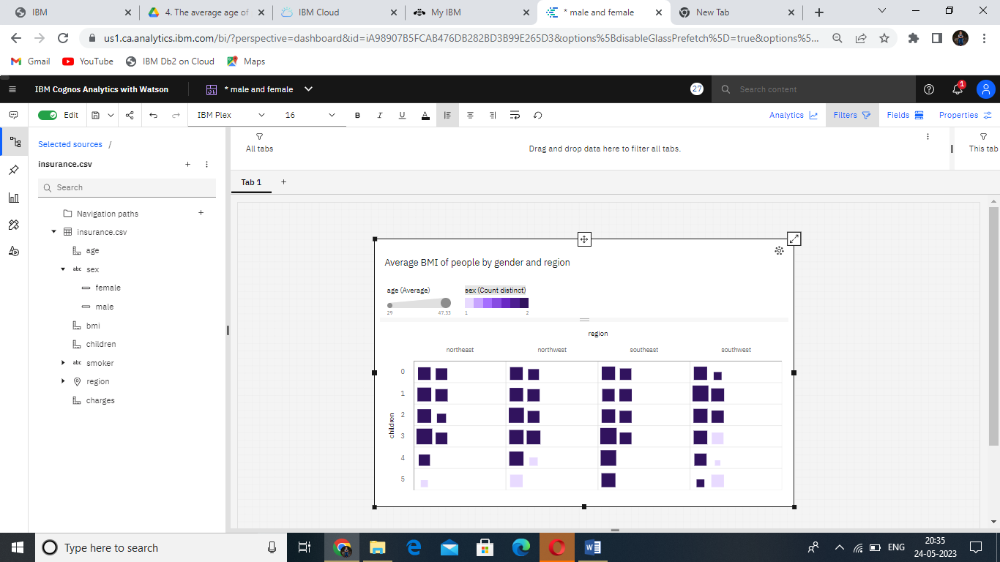 IBM
4. The average age of
IBM Cloud
My IBM
* male and female
New Tab
us1.ca.analytics.ibm.com/bi/?perspective=dashboard&id=iA98907B5FCAB476DB282BD3B99E265D3&options%5BdisableGlassPrefetch%5D=true&options%5...
Gmail
YouTube
IBM Db2 on Cloud
Maps
IBM Cognos Analytics with Watson
* male and female
27
Search content
1
Edit
IBM Plex
16
B
I
U
A
Analytics
Filters
Fields
Properties
Selected sources /
insurance.csv
Search
Navigation paths
insurance.csv
age
abc sex
female
male
bmi
children
abc smoker
region
charges
All tabs
Drag and drop data here to filter all tabs.
This tab
Tab 1
Average BMI of people by gender and region
age (Average)
29 47.33
sex (Count distinct)
1 2
region
northeast northwest southeast southwest
children
0
1
2
3
4
5
Type here to search
ENG
20:35
24-05-2023